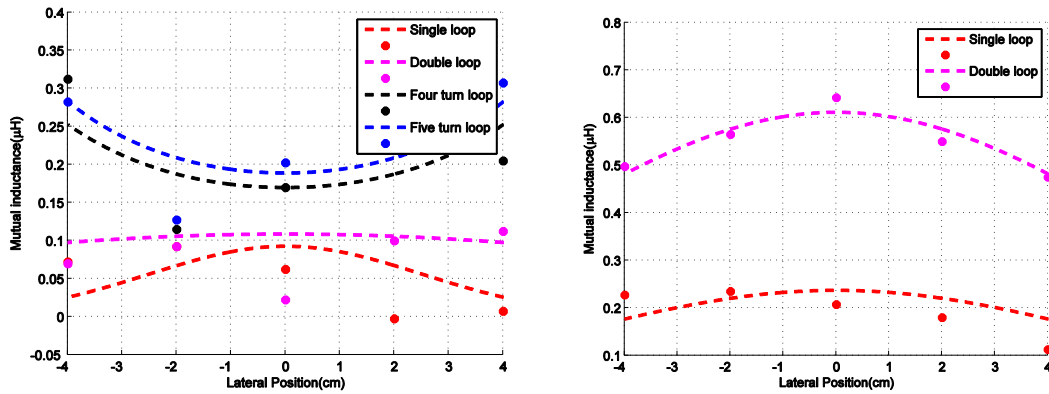 0.4
0.35
0.3
0.25
0.2
0.15
0.1
0.05
0
-0.05
Mutual inductance(μH)
-4 -3 -2 -1 0 1 2 3 4
Lateral Position(cm)
Single loop
Double loop
Four turn loop
Five turn loop
0.8
0.7
0.6
0.5
0.4
0.3
0.2
0.1
Mutual inductance(μH)
-4 -3 -2 -1 0 1 2 3 4
Lateral Position(cm)
Single loop
Double loop